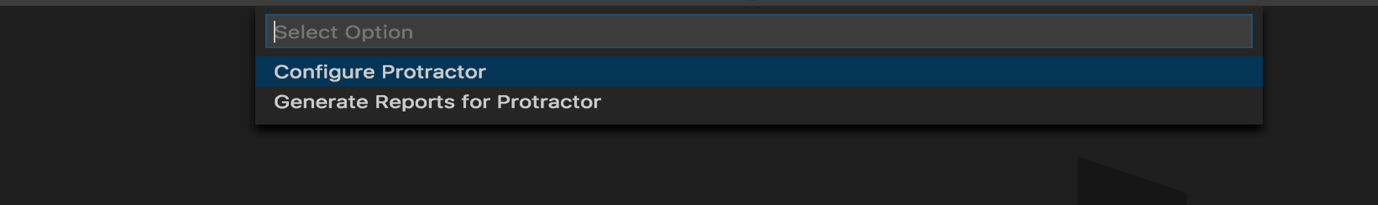 Select Option
Configure Protractor
Generate Reports for Protractor